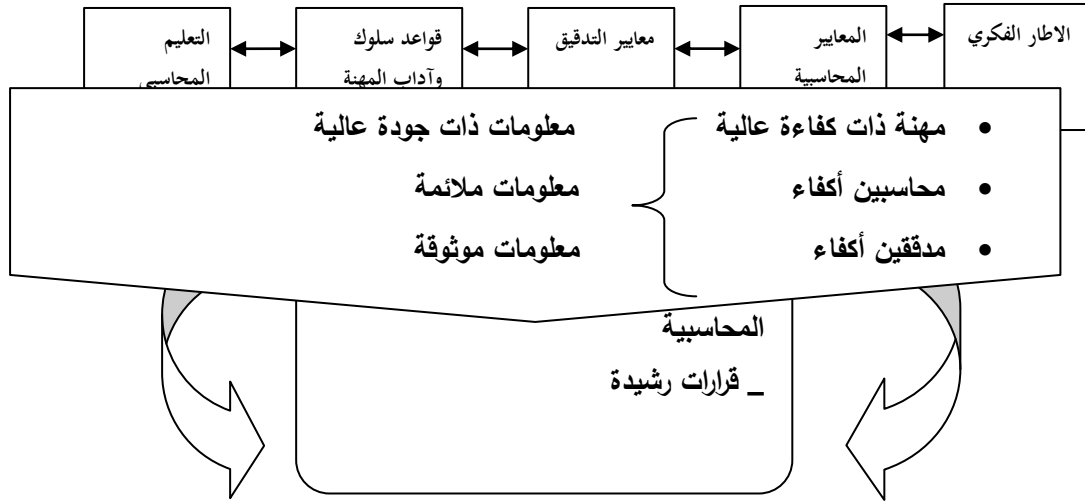 الاطار الفكري
المعايير
المحاسبية
معايير التدقيق
قواعد سلوك
وآداب المهنة
التعليم
المحاسبي
• مهنة ذات كفاءة عالية
معلومات ذات جودة عالية
• محاسبين أكفاء
معلومات ملائمة
• مدققين أكفاء
معلومات موثوقة
المحاسبية
_ قرارات رشيدة